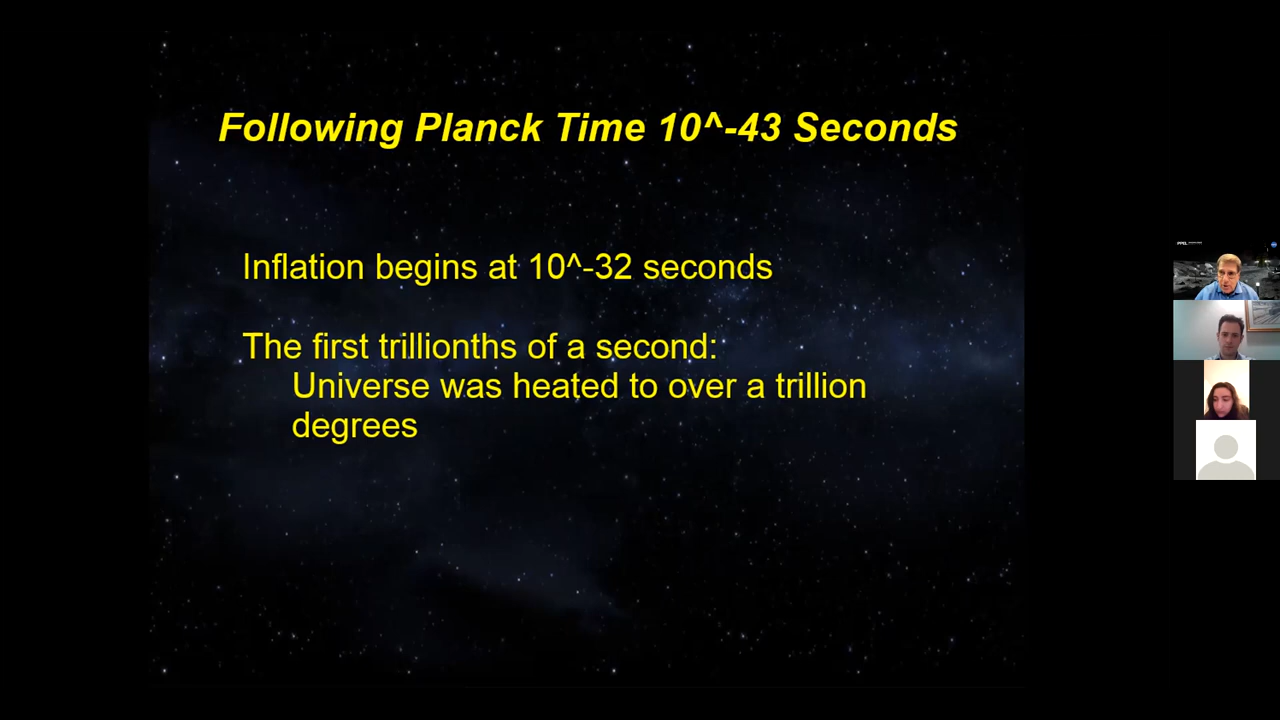 Following Planck Time 10^-43 Seconds
Inflation begins at 10^-32 seconds
The first trillionths of a second:
Universe was heated to over a trillion
degrees